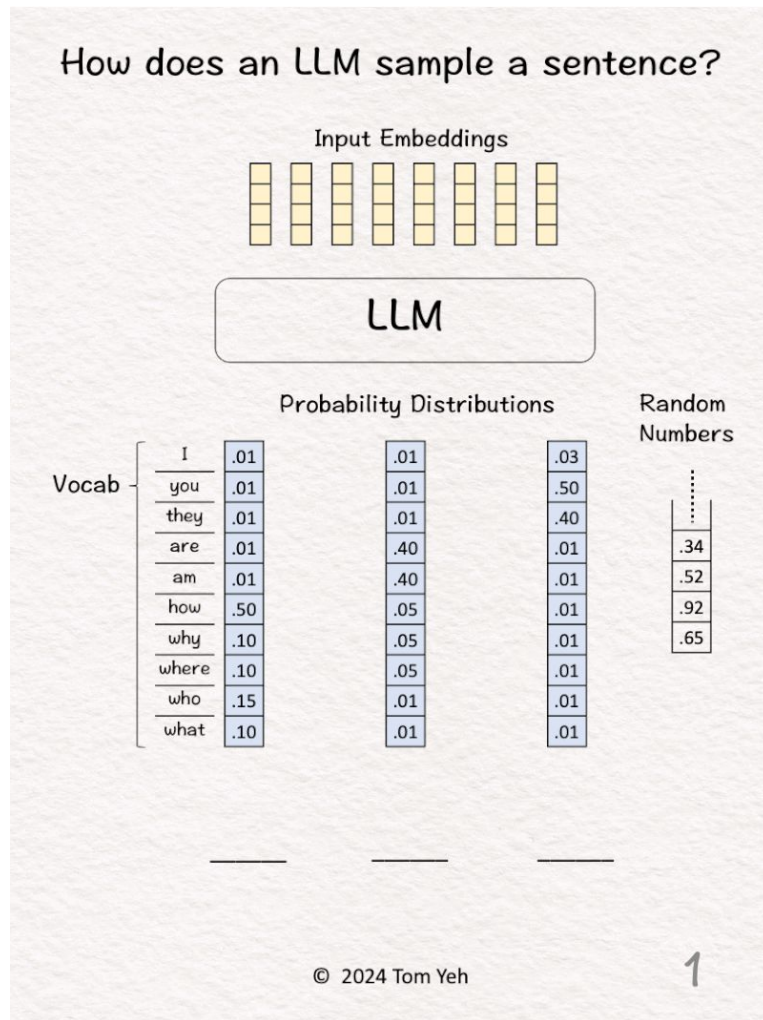 How does an LLM sample a sentence?
Input Embeddings
LLM
Probability Distributions
Random
Numbers
Vocab
I .01 .01 .03
you .01 .01 .50
they .01 .01 .40
are .01 .40 .01 .34
am .01 .40 .01 .52
how .50 .05 .01 .92
why .10 .05 .01 .65
where .10 .05 .01
who .15 .01 .01
what .10 .01 .01
© 2024 Tom Yeh
1